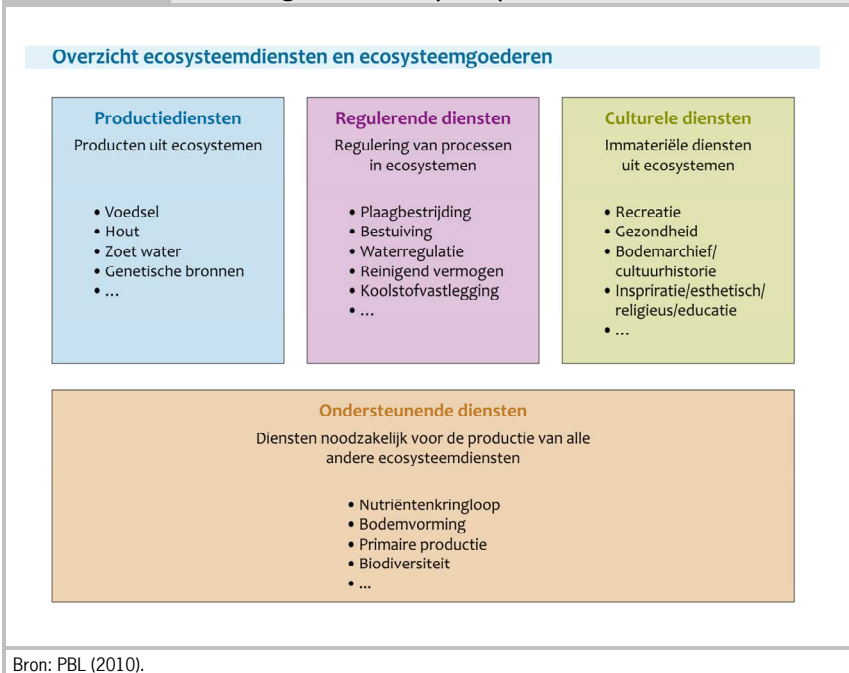 Overzicht ecosysteemdiensten en ecosysteemgoederen
Productiediensten
Producten uit ecosystemen
• Voedsel
• Hout
• Zoet water
• Genetische bronnen
• ...
Regulerende diensten
Regulering van processen
in ecosystemen
• Plaagbestrijding
• Bestuiving
• Waterregulatie
• Reinigend vermogen
• Koolstofvastlegging
• ...
Culturele diensten
Immateriële diensten
uit ecosystemen
• Recreatie
• Gezondheid
• Bodemarchief/
cultuurhistorie
• Inspriratie/esthetisch/
religieus/educatie
• ...
Ondersteunende diensten
Diensten noodzakelijk voor de productie van alle
andere ecosysteemdiensten
• Nutriëntenkringloop
• Bodemvorming
• Primaire productie
• Biodiversiteit
• ...
Bron: PBL (2010).